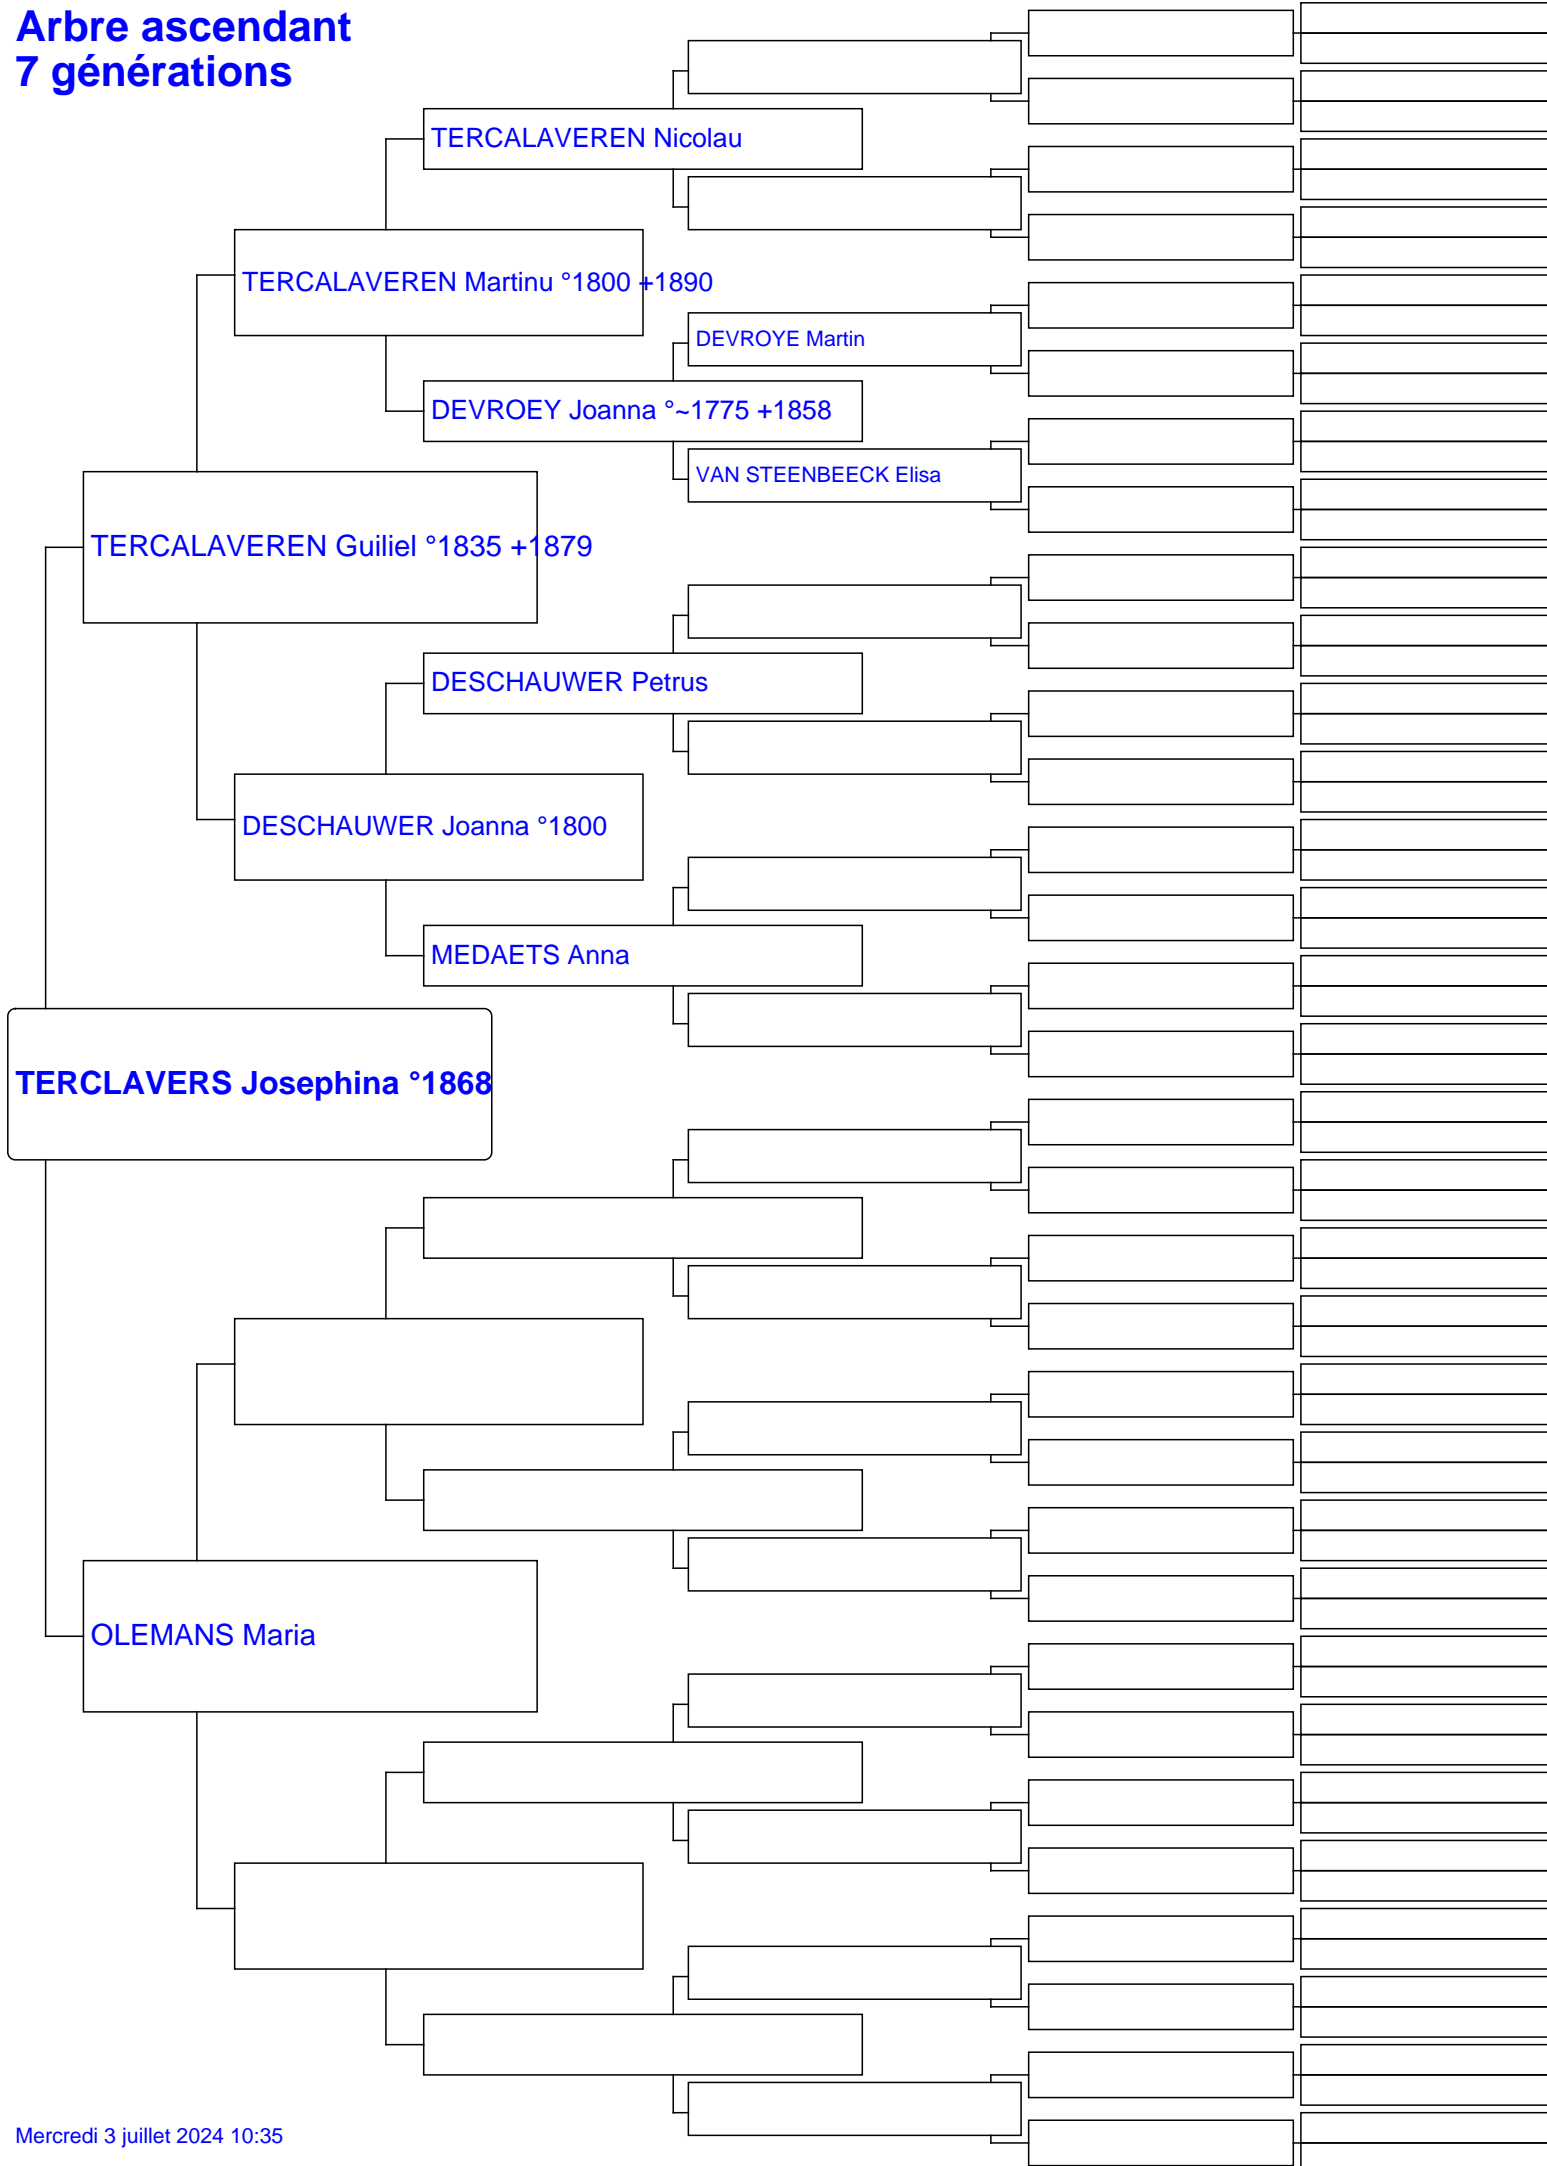 Arbre ascendant
7 générations
TERCALAVEREN Nicolau
TERCALAVEREN Martinu °1800 +1890
DEVROYE Martin
DEVROEY Joanna °~1775 +1858
VAN STEENBEECK Elisa
TERCALAVEREN Guiliel °1835 +1879
DESCHAUWER Petrus
DESCHAUWER Joanna °1800
MEDAETS Anna
TERCLAVERS Josephina °1868
OLEMANS Maria
Mercredi 3 juillet 2024 10:35